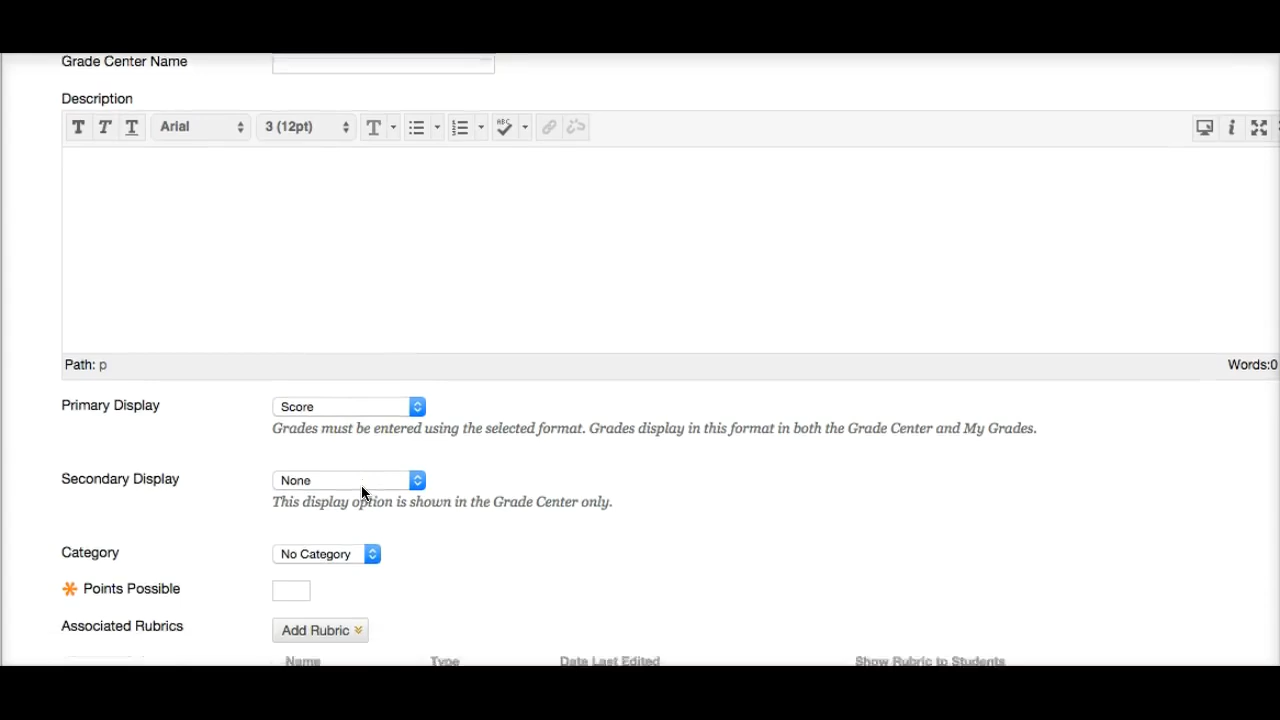 Grade Center Name
Description
T T T Arial 3 (12pt) T ABC i
Path: p Words:0
Primary Display Score
Grades must be entered using the selected format. Grades display in this format in both the Grade Center and My Grades.
Secondary Display None
This display option is shown in the Grade Center only.
Category No Category
Points Possible
Associated Rubrics Add Rubric
Name Type Date Last Edited Show Rubric to Students